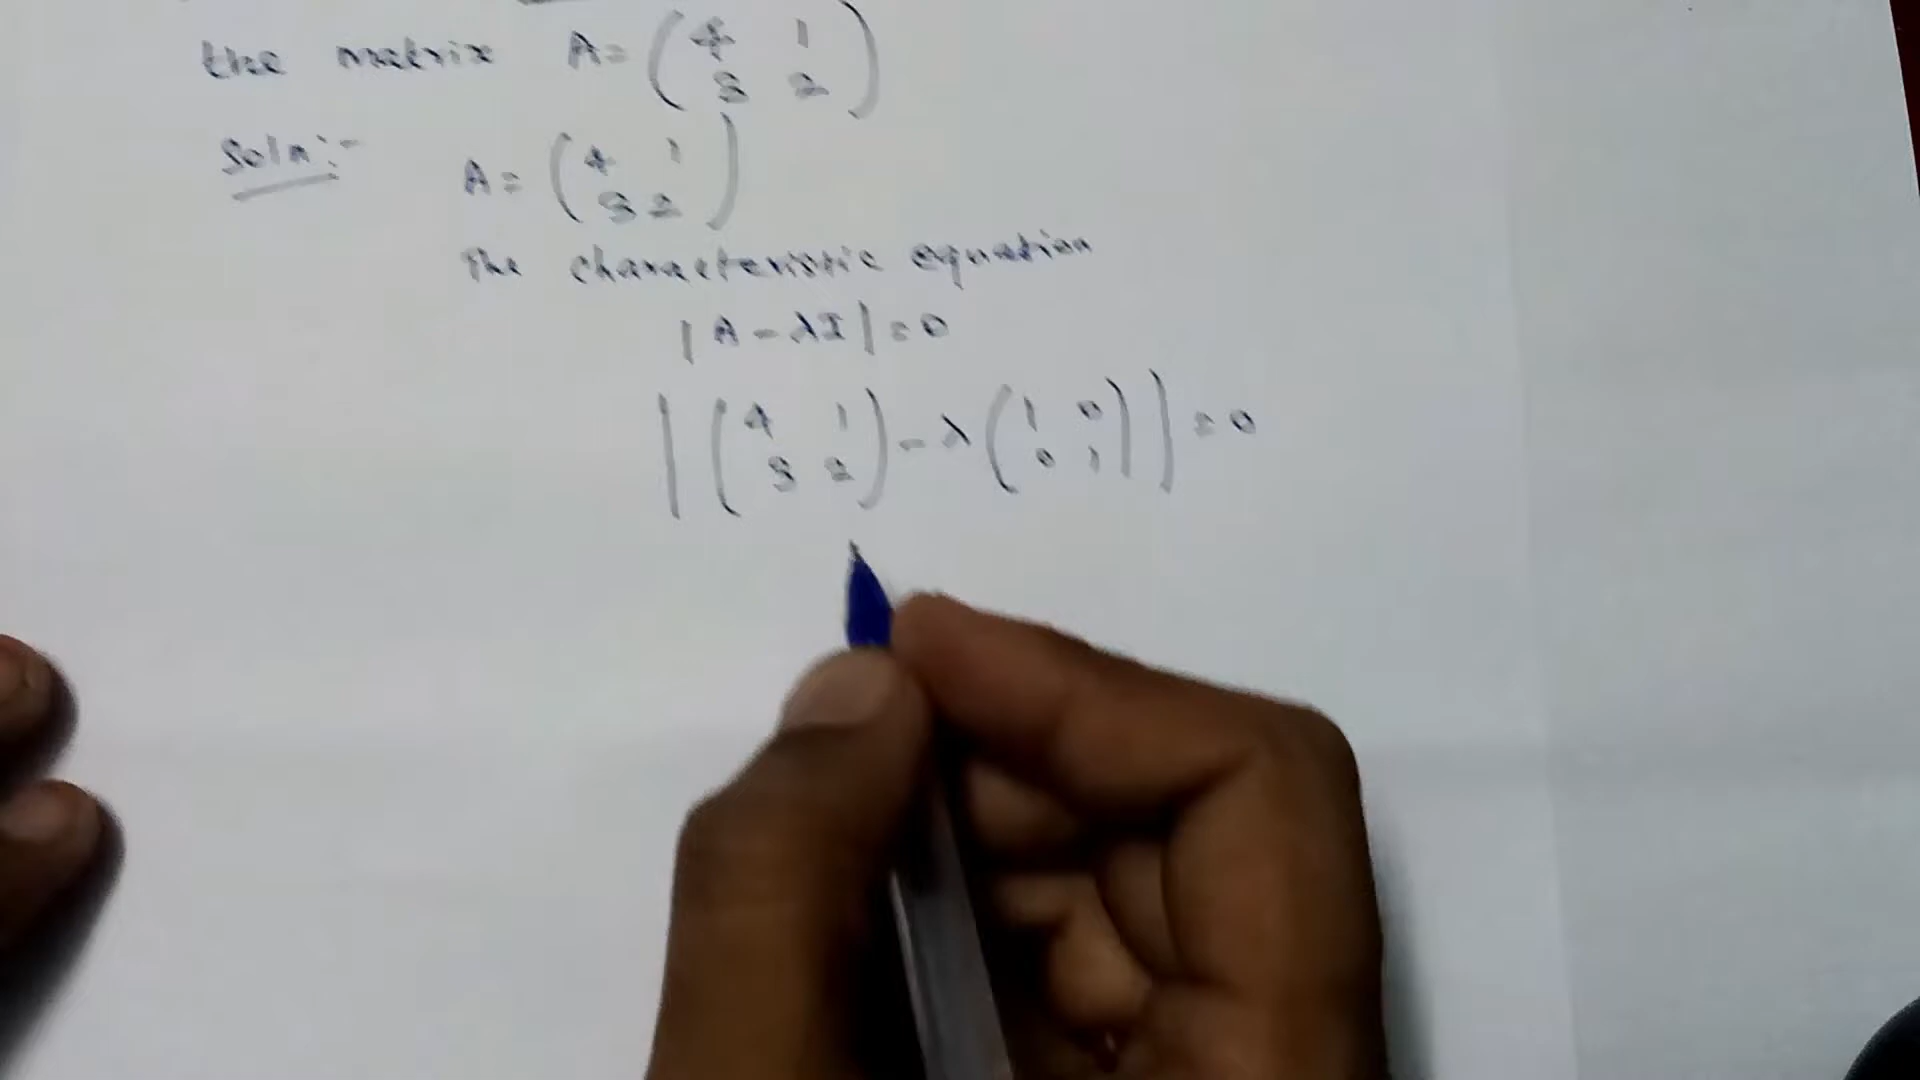 the matrix A= ( 4 1
3 2 )
Soln:- A= ( 4 1
3 2 )
The characteristic equation
| A - λI | = 0
| ( 4 1
3 2 ) - λ ( 1 0
0 1 ) | = 0